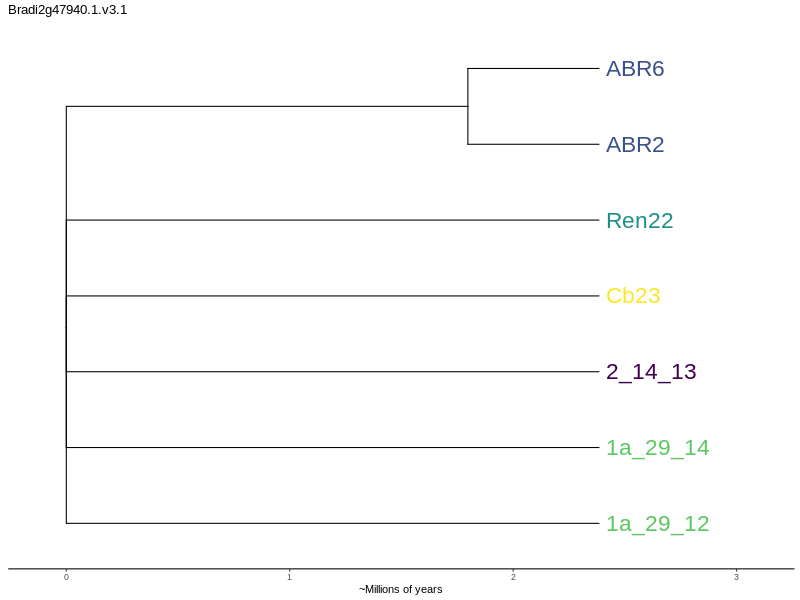 Bradi2g47940.1.v3.1
ABR6
ABR2
Ren22
Cb23
2_14_13
1a_29_14
1a_29_12
0 1 2 3
~Millions of years